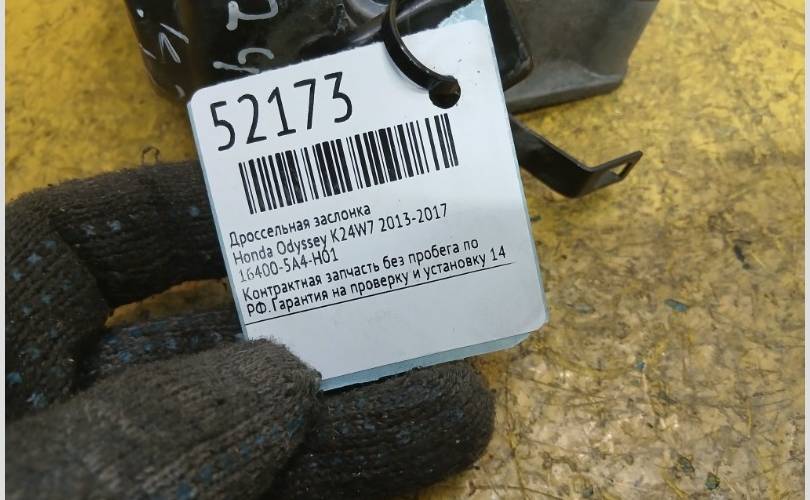 52173
Дроссельная заслонка
Honda Odyssey K24W7 2013-2017
16400-5A4-H01
Контрактная запчасть без пробега по
РФ.Гарантия на проверку и установку 14